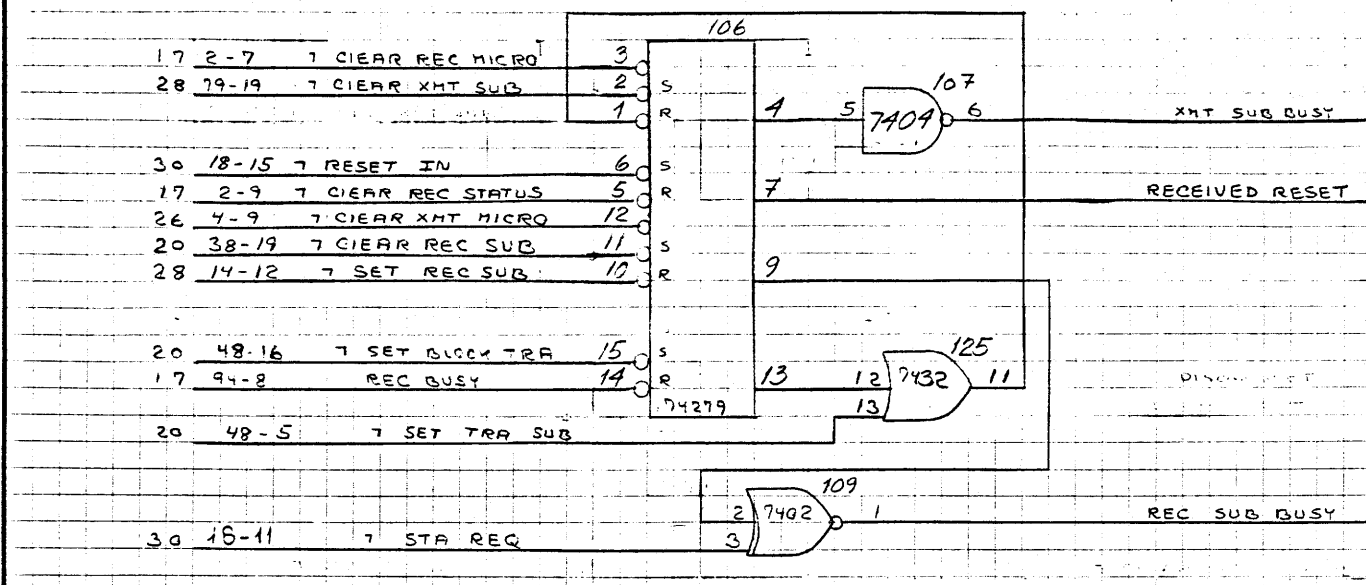 106
17 2-7 ㄱ CIEAR REC MICRO 3
28 79-19 ㄱ CIEAR XMT SUB 2 S
1 R 4 5 7404 6 XMT SUB BUSY
107
30 18-15 ㄱ RESET IN 6 S
17 2-9 ㄱ CIEAR REC STATUS 5 R 7 RECEIVED RESET
26 4-9 ㄱ CIEAR XMT MICRO 12
20 38-19 ㄱ CIEAR REC SUB 11 S
28 14-12 ㄱ SET REC SUB 10 R 9
20 48-16 ㄱ SET BLOCK TRA 15 S
125
17 94-8 REC BUSY 14 R 13 12 7432 11
74279 13
20 48-5 ㄱ SET TRA SUB
109
2 7402 1 REC SUB BUSY
30 18-11 ㄱ STA REQ 3